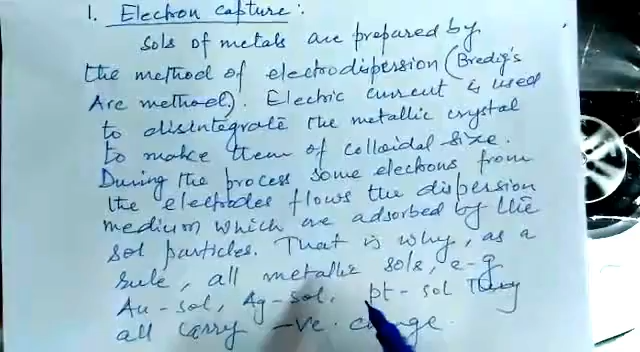 1. Electron capture:
Sols of metals are prepared by
the method of electrodispersion (Bredig's
Arc method). Electric current is used
to disintegrate the metallic crystal
to make them of colloidal size.
During the process some electrons from
the electrodes flows the dispersion
medium which are adsorbed by the
sol particles. That is why, as a
rule, all metallic sols, e-g
Au-sol, Ag-sol, pt-sol They
all carry -ve. charge.